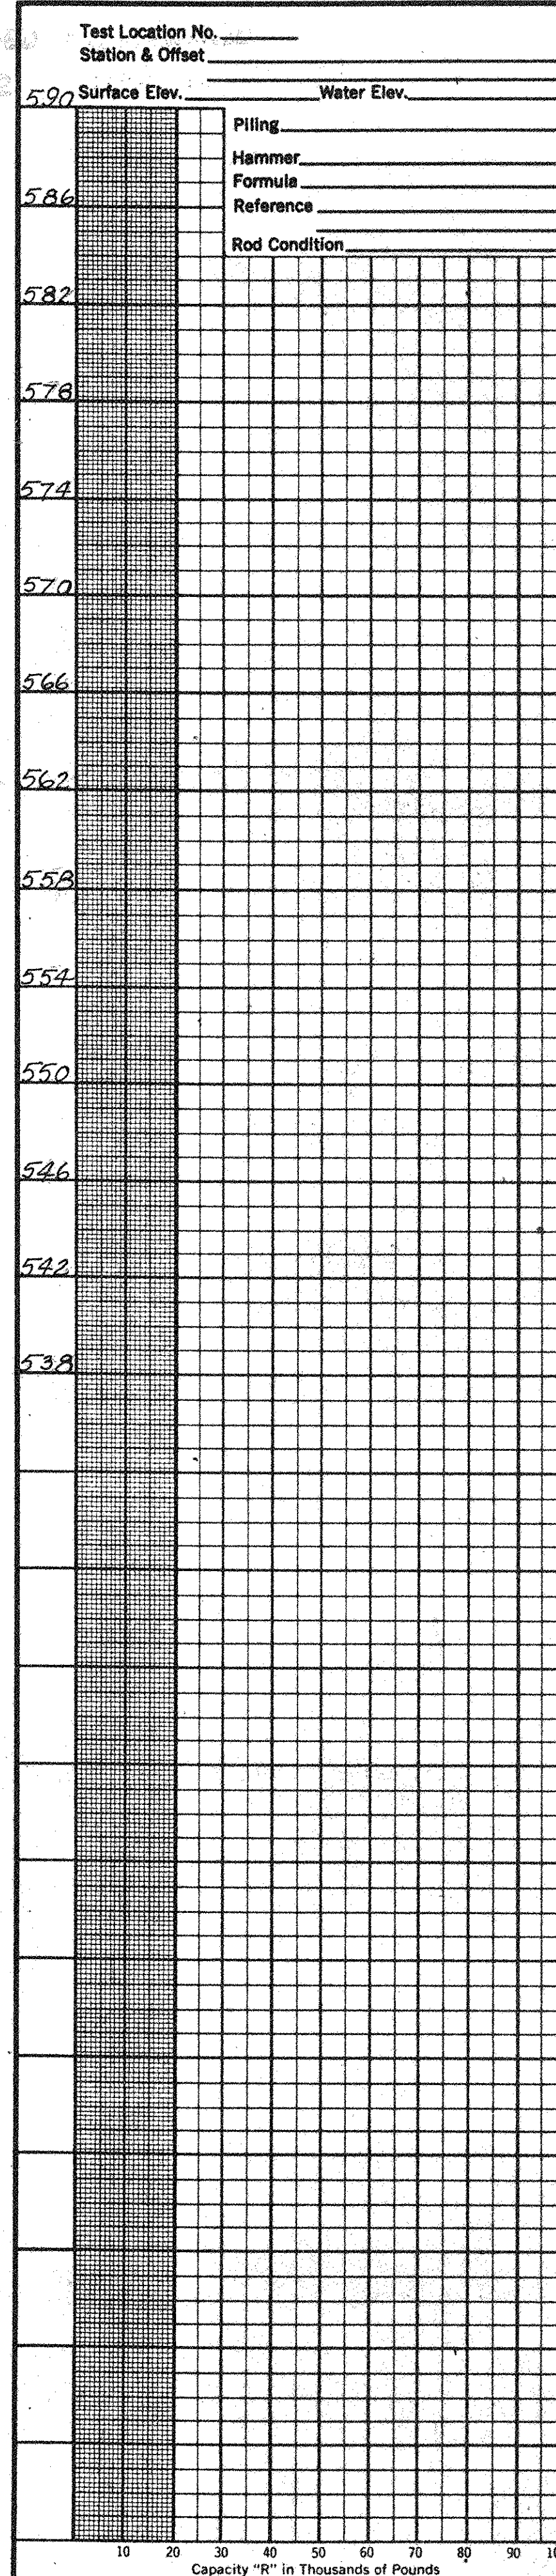 Test Location No.
Station & Offset
590 Surface Elev. Water Elev.
Piling
Hammer
Formula
586
Reference
Rod Condition
582
578
574
570
566
562
558
554
550
546
542
538
10 20 30 40 50 60 70 80 90
Capacity "R" in Thousands of Pounds